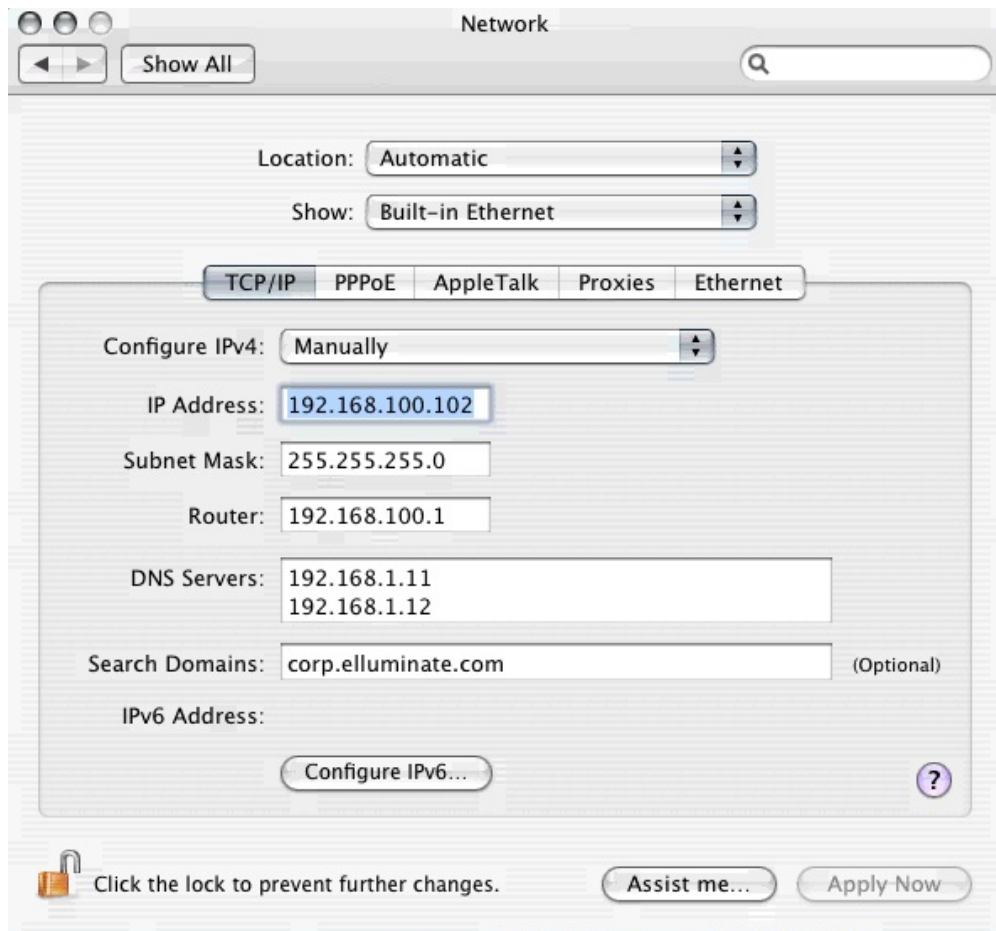 Network
Show All
Location: Automatic
Show: Built-in Ethernet
TCP/IP PPPoE AppleTalk Proxies Ethernet
Configure IPv4: Manually
IP Address: 192.168.100.102
Subnet Mask: 255.255.255.0
Router: 192.168.100.1
DNS Servers: 192.168.1.11
192.168.1.12
Search Domains: corp.elluminate.com (Optional)
IPv6 Address:
Configure IPv6...
?
Click the lock to prevent further changes. Assist me... Apply Now